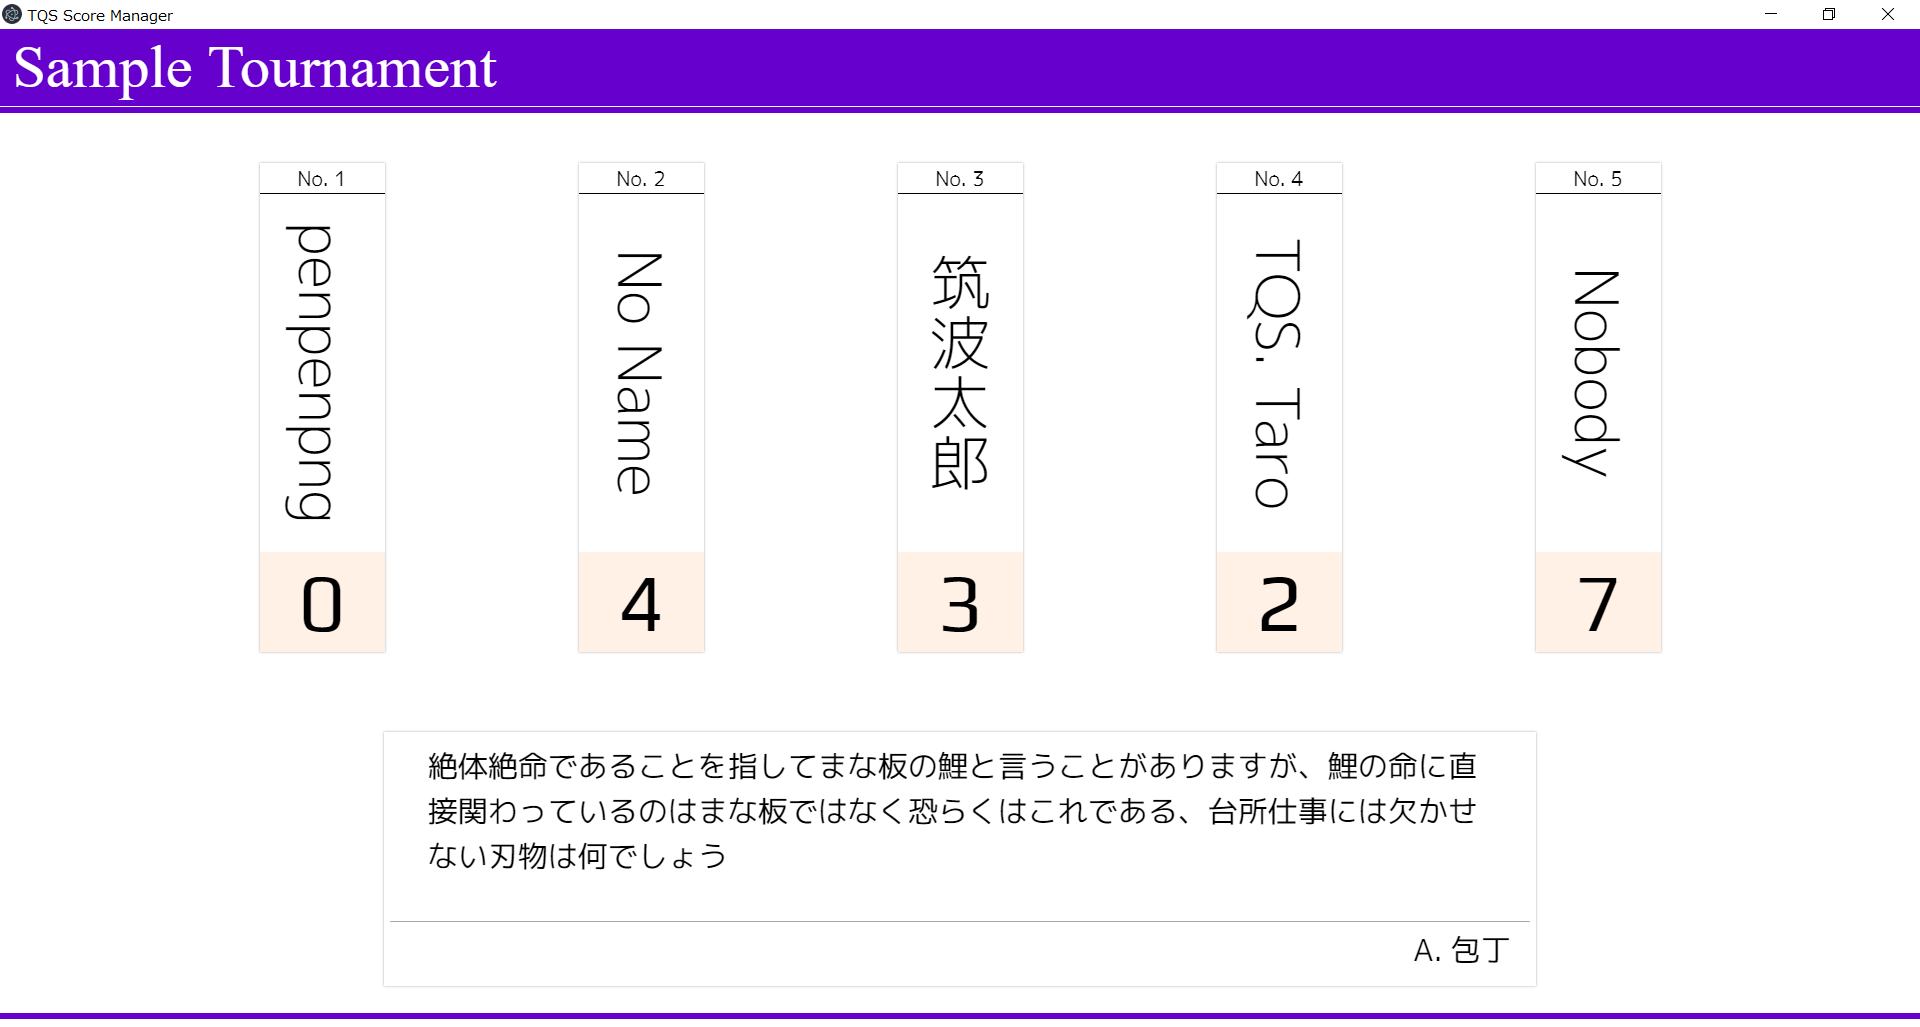 TQS Score Manager
Sample Tournament
No. 1
penpenpng
0
No. 2
No Name
4
No. 3
筑波太郎
3
No. 4
TQS. Taro
2
No. 5
Nobody
7
絶体絶命であることを指してまな板の鯉と言うことがありますが、鯉の命に直
接関わっているのはまな板ではなく恐らくはこれである、台所仕事には欠かせ
ない刃物は何でしょう
A. 包丁